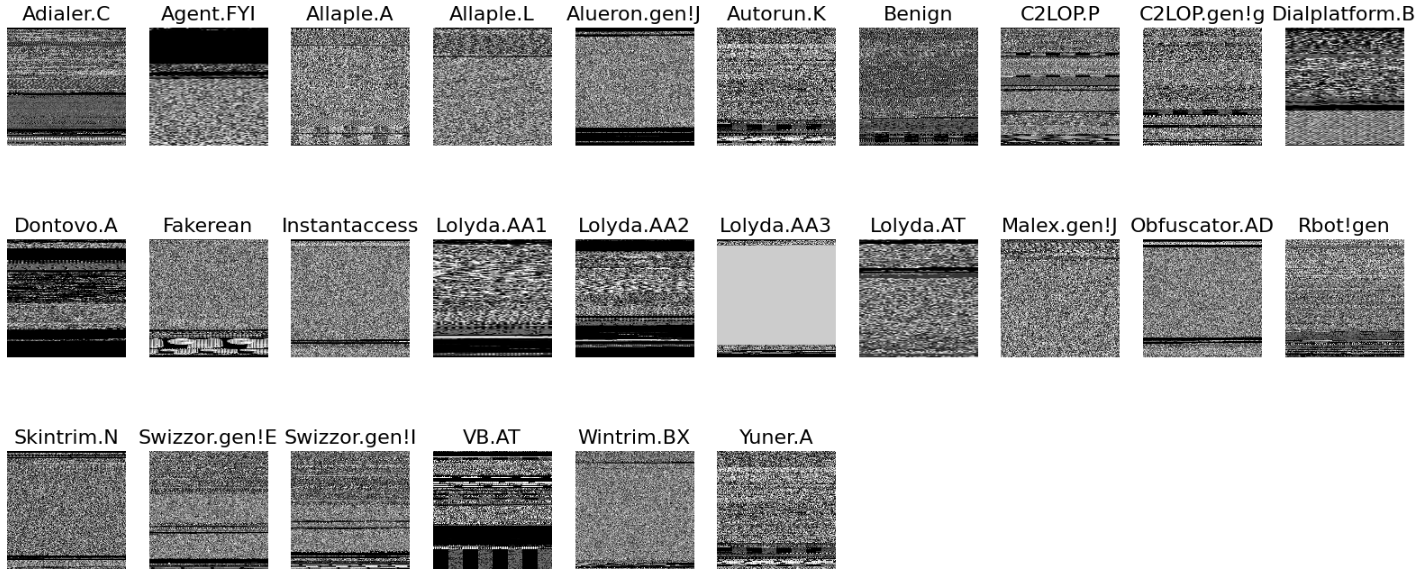 Adialer.C Agent.FYI Allaple.A Allaple.L Alueron.gen!J Autorun.K Benign C2LOP.P C2LOP.gen!g Dialplatform.B
Dontovo.A Fakerean Instantaccess Lolyda.AA1 Lolyda.AA2 Lolyda.AA3 Lolyda.AT Malex.gen!J Obfuscator.AD Rbot!gen
Skintrim.N Swizzor.gen!E Swizzor.gen!I VB.AT Wintrim.BX Yuner.A